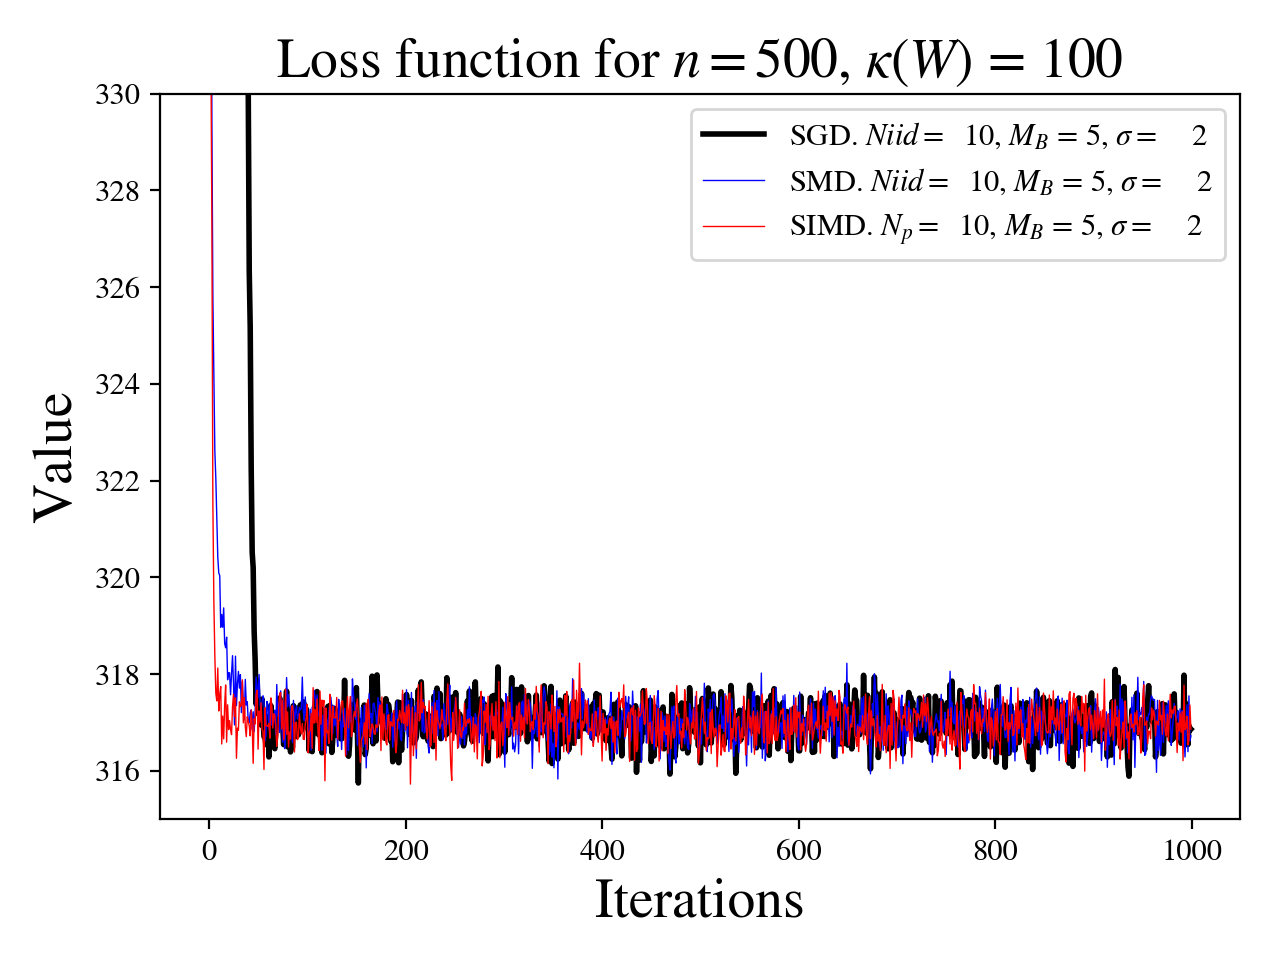 Loss function for n = 500, κ(W) = 100
330
328
326
324
322
320
318
316
Value
SGD. Niid = 10, M_B = 5, σ = 2
SMD. Niid = 10, M_B = 5, σ = 2
SIMD. N_p = 10, M_B = 5, σ = 2
0 200 400 600 800 1000
Iterations